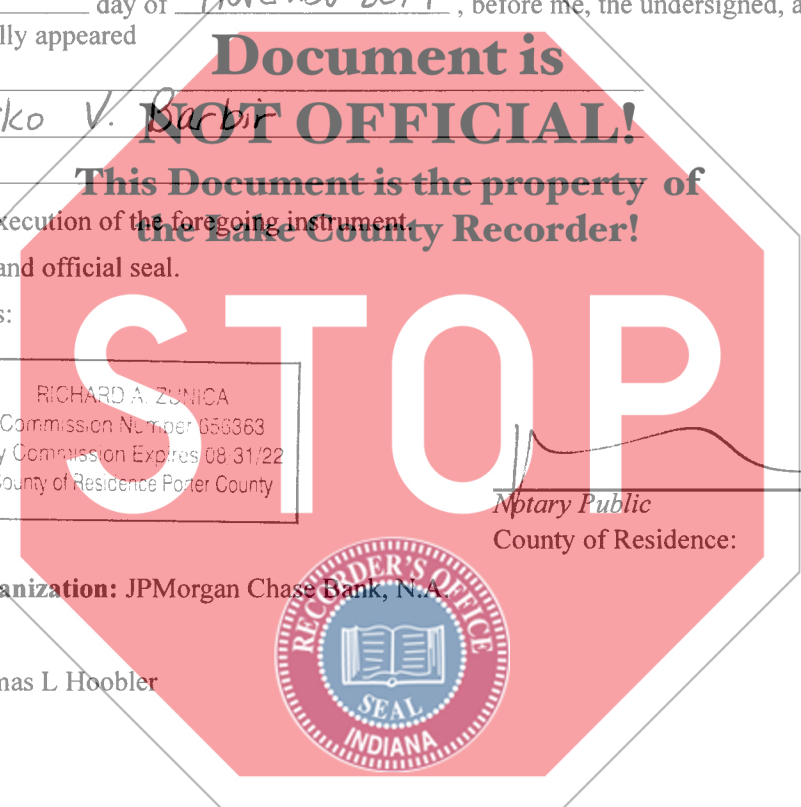 day of November 2019, before me, the undersigned, a
lly appeared
Document is
ko V. Barbir
NOT OFFICIAL!
This Document is the property of
xecution of the foregoing instrument.
the Lake County Recorder!
and official seal.
s:
STOP
RICHARD A. ZUNICA
Commission Number 656363
y Commission Expires 08/31/22
County of Residence Porter County
Notary Public
County of Residence:
anization: JPMorgan Chase Bank, N.A.
mas L Hoobler
RECORDER'S OFFICE
SEAL
INDIANA